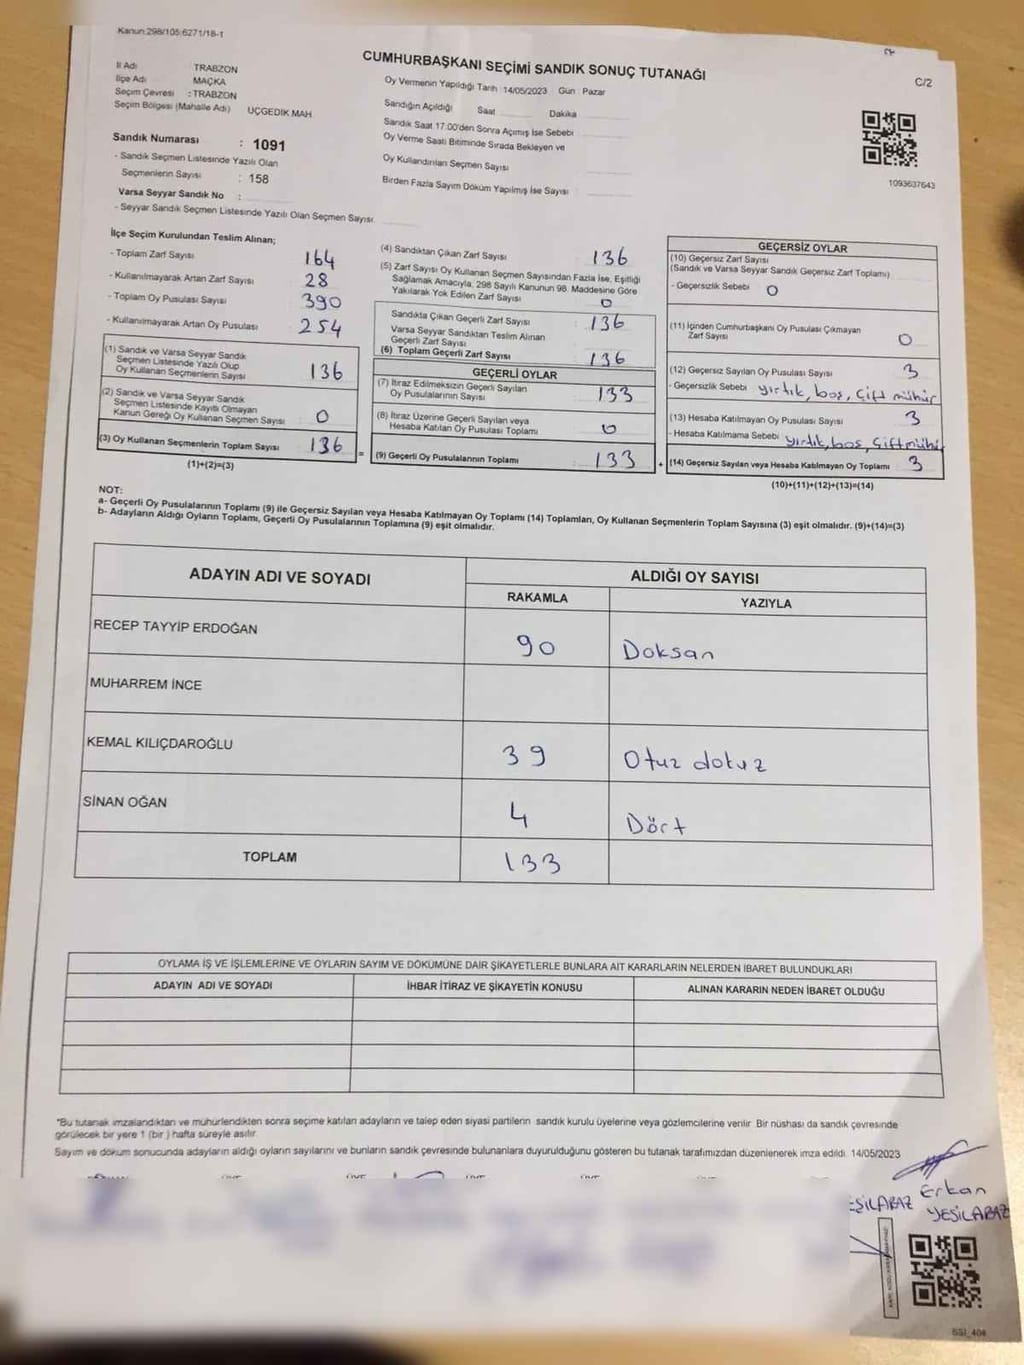 Kanun:298/105:6271/18-1
CUMHURBAŞKANI SEÇİMİ SANDIK SONUÇ TUTANAĞI
C/2
İl Adı TRABZON
İlçe Adı MAÇKA
Seçim Çevresi : TRABZON
Seçim Bölgesi (Mahalle Adı) UÇGEDİK MAH
Oy Vermenin Yapıldığı Tarih : 14/05/2023 Gün : Pazar
Sandığın Açıldığı Saat Dakika
Sandık Saat 17:00'den Sonra Açımış İse Sebebi
Oy Verme Saati Bitiminde Sırada Bekleyen ve
Oy Kullandırılan Seçmen Sayısı
Birden Fazla Sayım Döküm Yapılmış İse Sayısı
1093637643
Sandık Numarası : 1091
- Sandık Seçmen Listesinde Yazılı Olan
Seçmenlerin Sayısı : 158
Varsa Seyyar Sandık No :
- Seyyar Sandık Seçmen Listesinde Yazılı Olan Seçmen Sayısı:
İlçe Seçim Kurulundan Teslim Alınan;
- Toplam Zarf Sayısı 164
- Kullanılmayarak Artan Zarf Sayısı 28
- Toplam Oy Pusulası Sayısı 390
- Kullanılmayarak Artan Oy Pusulası 254
(1) Sandık ve Varsa Seyyar Sandık
Seçmen Listesinde Yazılı Olup
Oy Kullanan Seçmenlerin Sayısı 136
(2) Sandık ve Varsa Seyyar Sandık
Seçmen Listesinde Kayıtlı Olmayan
Kanun Gereği Oy Kullanan Seçmen Sayısı 0
(3) Oy Kullanan Seçmenlerin Toplam Sayısı 136 =
(1)+(2)=(3)
(4) Sandıktan Çıkan Zarf Sayısı 136
(5) Zarf Sayısı Oy Kullanan Seçmen Sayısından Fazla İse, Eşitliği
Sağlamak Amacıyla, 298 Sayılı Kanunun 98. Maddesine Göre
Yakılarak Yok Edilen Zarf Sayısı 0
Sandıkta Çıkan Geçerli Zarf Sayısı : 136
Varsa Seyyar Sandıktan Teslim Alınan
Geçerli Zarf Sayısı
(6) Toplam Geçerli Zarf Sayısı 136
GEÇERLİ OYLAR
(7) İtiraz Edilmeksizin Geçerli Sayılan
Oy Pusulasının Sayısı 133
(8) İtiraz Üzerine Geçerli Sayılan veya
Hesaba Katılan Oy Pusulası Toplamı 0
(9) Geçerli Oy Pusulalarının Toplamı : 133 +
GEÇERSİZ OYLAR
(10) Geçersiz Zarf Sayısı
(Sandık ve Varsa Seyyar Sandık Geçersiz Zarf Toplamı)
- Geçersizlik Sebebi 0
(11) İçinden Cumhurbaşkanı Oy Pusulası Çıkmayan
Zarf Sayısı 0
(12) Geçersiz Sayılan Oy Pusulası Sayısı 3
- Geçersizlik Sebebi yırtık, boş, çift mühür
(13) Hesaba Katılmayan Oy Pusulası Sayısı 3
- Hesaba Katılmama Sebebi yırtık, boş, çift mühür
(14) Geçersiz Sayılan veya Hesaba Katılmayan Oy Toplamı 3
(10)+(11)+(12)+(13)=(14)
NOT:
a- Geçerli Oy Pusulalarının Toplamı (9) ile Geçersiz Sayılan veya Hesaba Katılmayan Oy Toplamı (14) Toplamları, Oy Kullanan Seçmenlerin Toplam Sayısına (3) eşit olmalıdır. (9)+(14)=(3)
b- Adayların Aldığı Oyların Toplamı, Geçerli Oy Pusulalarının Toplamına (9) eşit olmalıdır.
ADAYIN ADI VE SOYADI
ALDIĞI OY SAYISI
RAKAMLA YAZIYLA
RECEP TAYYİP ERDOĞAN 90 Doksan
MUHARREM İNCE
KEMAL KILIÇDAROĞLU 39 Otuz dokuz
SİNAN OĞAN 4 Dört
TOPLAM 133
OYLAMA İŞ VE İŞLEMLERİNE VE OYLARIN SAYIM VE DÖKÜMÜNE DAİR ŞİKAYETLERLE BUNLARA AİT KARARLARIN NELERDEN İBARET BULUNDUKLARI
ADAYIN ADI VE SOYADI İHBAR İTİRAZ VE ŞİKAYETİN KONUSU ALINAN KARARIN NEDEN İBARET OLDUĞU
*Bu tutanak imzalandıktan ve mühürlendikten sonra seçime katılan adayların ve talep eden siyasi partilerin sandık kurulu üyelerine veya gözlemcilerine verilir. Bir nüshası da sandık çevresinde
görülecek bir yere 1 (bir ) hafta süreyle asılır.
Sayım ve döküm sonucunda adayların aldığı oyların sayılarını ve bunların sandık çevresinde bulunanlara duyurulduğunu gösteren bu tutanak tarafımızdan düzenlenerek imza edildi. 14/05/2023
EŞİLABAZ Erkan
YEŞİLABAZ
SSI_404